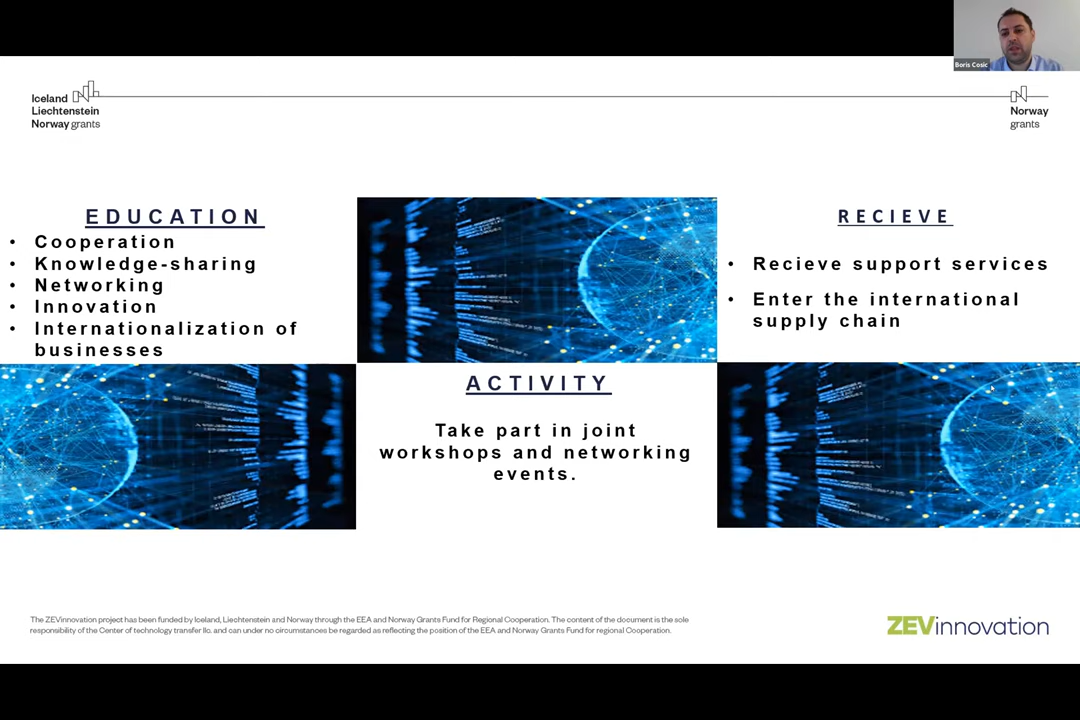 Boris Cosic
Iceland
Liechtenstein
Norway grants
Norway
grants
EDUCATION
• Cooperation
• Knowledge-sharing
• Networking
• Innovation
• Internationalization of
businesses
RECIEVE
• Recieve support services
• Enter the international
supply chain
ACTIVITY
Take part in joint
workshops and networking
events.
The ZEVinnovation project has been funded by Iceland, Liechtenstein and Norway through the EEA and Norway Grants Fund for Regional Cooperation. The content of the document is the sole
responsibility of the Center of technology transfer llc. and can under no circumstances be regarded as reflecting the position of the EEA and Norway Grants Fund for regional Cooperation.
ZEVinnovation